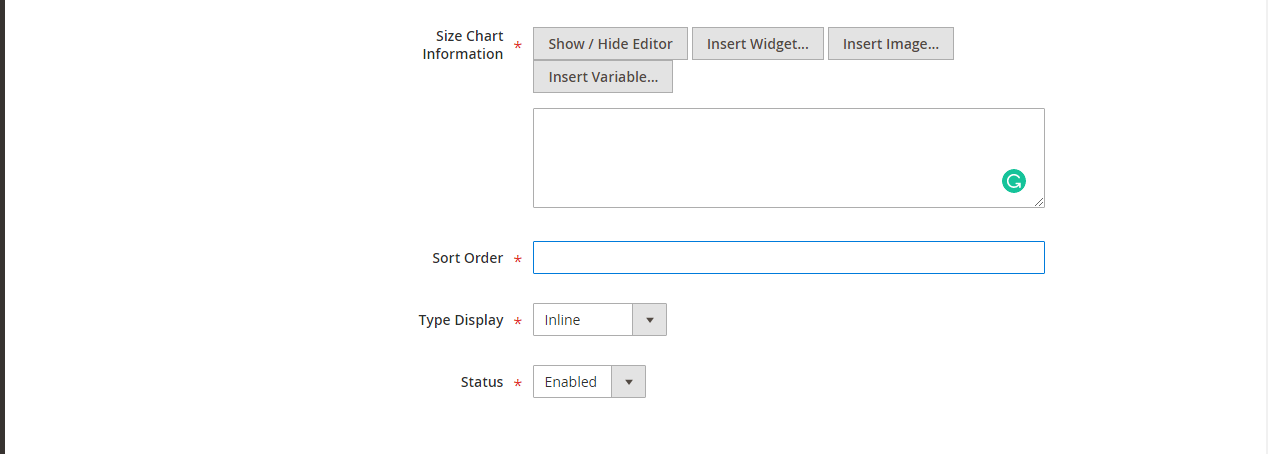 Size Chart
Information *
Show / Hide Editor Insert Widget... Insert Image...
Insert Variable...
Sort Order *
Type Display * Inline
Status * Enabled